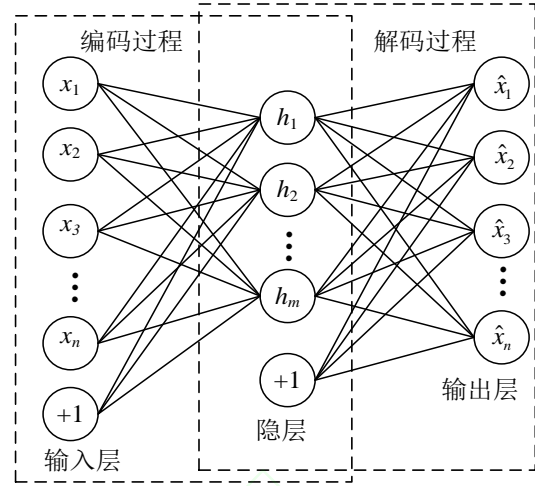 编码过程
解码过程
x1
x2
x3
xn
+1
输入层
h1
h2
hm
+1
隐层
x̂1
x̂2
x̂3
x̂n
输出层